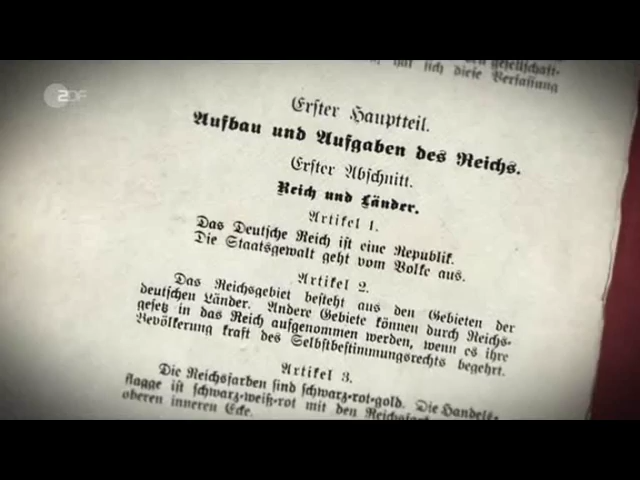 ZDF
hat sich diese Verfassung
Erster Hauptteil.
Aufbau und Aufgaben des Reichs.
Erster Abschnitt.
Reich und Länder.
Artikel 1.
Das Deutsche Reich ist eine Republik.
Die Staatsgewalt geht vom Volke aus.
Artikel 2.
Das Reichsgebiet besteht aus den Gebieten der
deutschen Länder. Andere Gebiete können durch Reichs-
gesetz in das Reich aufgenommen werden, wenn es ihre
Bevölkerung kraft des Selbstbestimmungsrechts begehrt.
Artikel 3.
Die Reichsfarben sind schwarz-rot-gold. Die Handels-
flagge ist schwarz-weiß-rot mit den
oberen inneren Ecke.